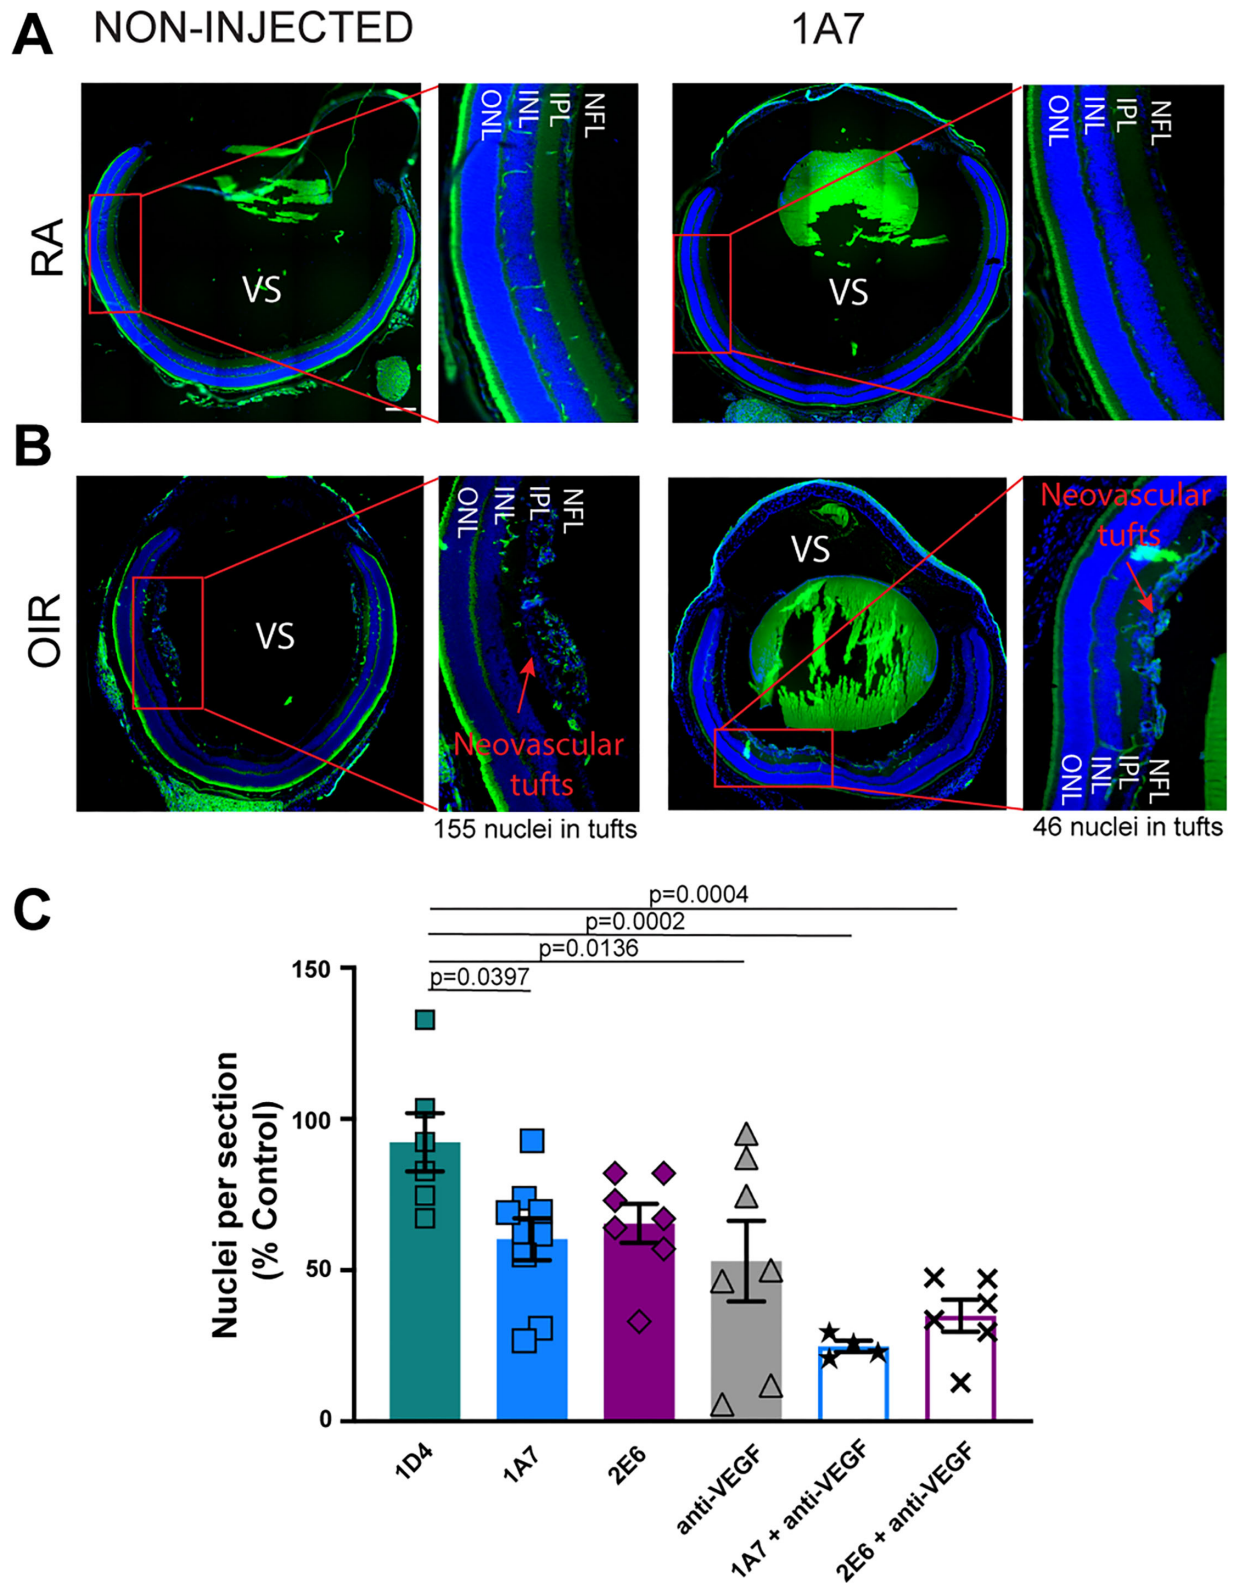 A
NON-INJECTED
1A7
RA
ONL
INL
IPL
NFL
VS
ONL
INL
IPL
NFL
VS
B
OIR
ONL
INL
IPL
NFL
VS
Neovascular
tufts
155 nuclei in tufts
VS
Neovascular
tufts
ONL
INL
IPL
NFL
46 nuclei in tufts
C
p=0.0004
p=0.0002
p=0.0136
p=0.0397
Nuclei per section
(% Control)
150
100
50
0
1D4
1A7
2E6
anti-VEGF
1A7 + anti-VEGF
2E6 + anti-VEGF